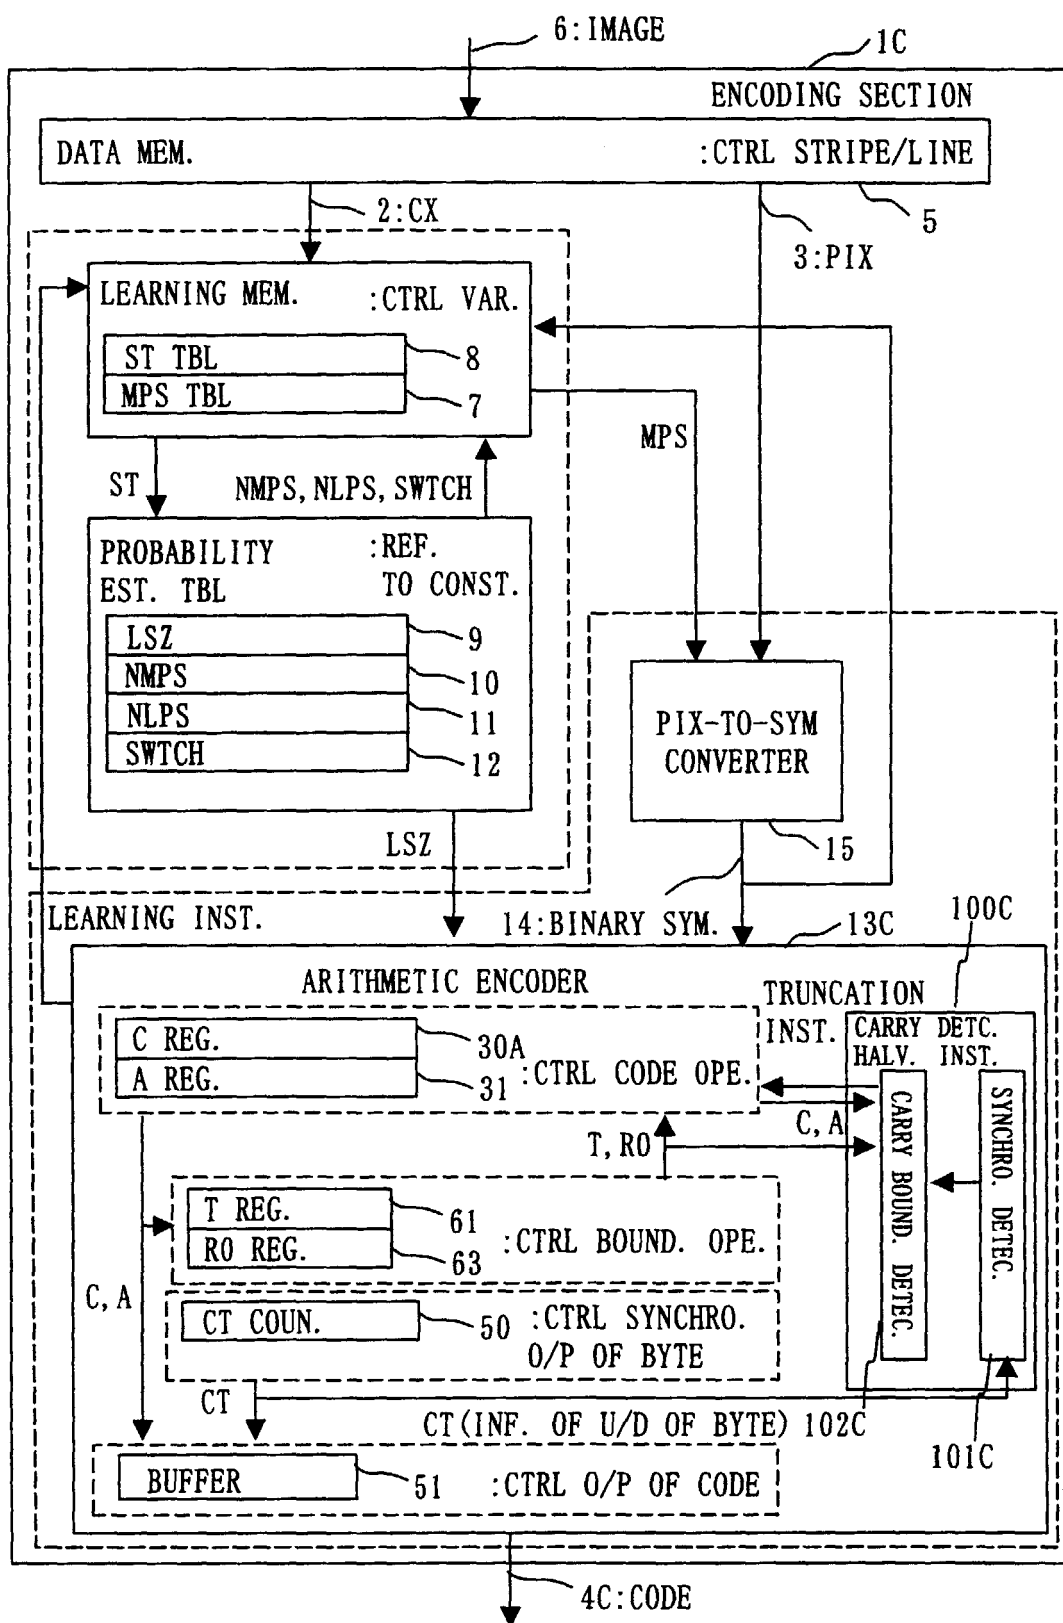 6:IMAGE
1C
ENCODING SECTION
DATA MEM.
:CTRL STRIPE/LINE
2:CX
5
3:PIX
LEARNING MEM.
:CTRL VAR.
ST TBL
8
MPS TBL
7
MPS
ST
NMPS, NLPS, SWTCH
PROBABILITY
EST. TBL
:REF.
TO CONST.
LSZ
9
NMPS
10
NLPS
11
SWTCH
12
PIX-TO-SYM
CONVERTER
LSZ
15
LEARNING INST.
14:BINARY SYM.
13C
100C
ARITHMETIC ENCODER
TRUNCATION
INST.
CARRY DETC.
HALV. INST.
C REG.
30A
A REG.
31
:CTRL CODE OPE.
C, A
T, R0
CARRY BOUND. DETEC.
SYNCHRO. DETEC.
T REG.
61
R0 REG.
63
:CTRL BOUND. OPE.
C, A
CT COUN.
50
:CTRL SYNCHRO.
O/P OF BYTE
CT
CT(INF. OF U/D OF BYTE)
102C
101C
BUFFER
51
:CTRL O/P OF CODE
4C:CODE